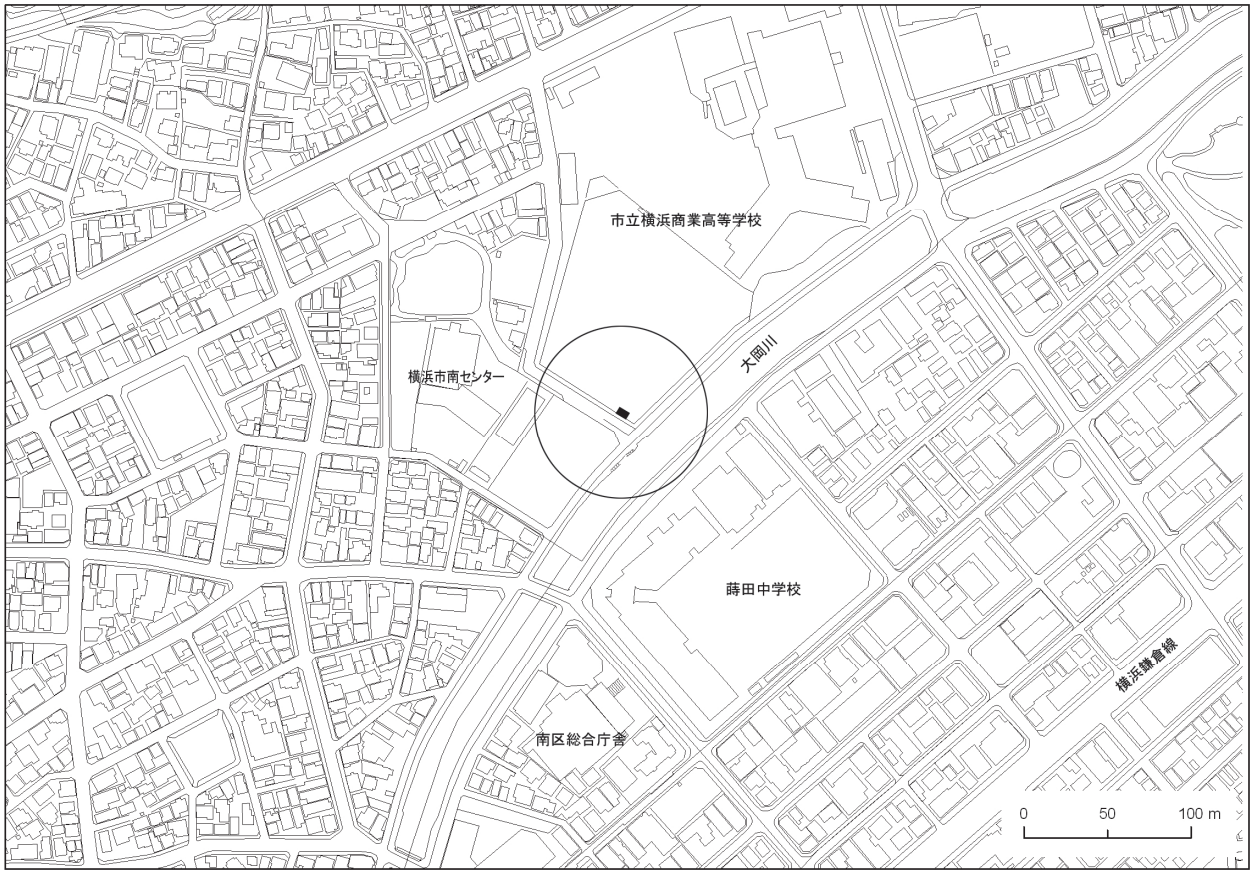 市立横浜商業高等学校
大岡川
横浜市南センター
蒔田中学校
横浜鎌倉線
南区総合庁舎
0 50 100 m